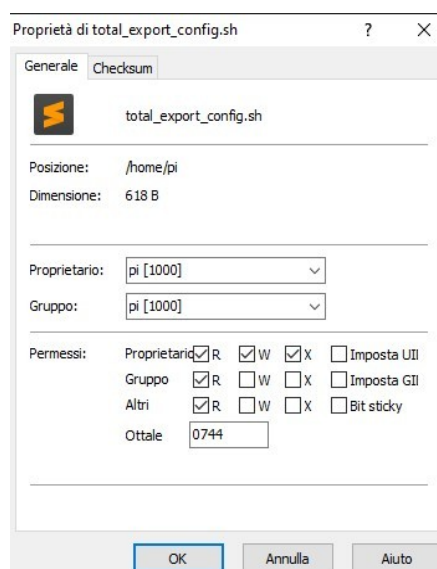 Proprietà di total_export_config.sh ? X
Generale Checksum
total_export_config.sh
Posizione: /home/pi
Dimensione: 618 B
Proprietario: pi [1000]
Gruppo: pi [1000]
Permessi: Proprietario R W X Imposta UI
Gruppo R W X Imposta GI
Altri R W X Bit sticky
Ottale 0744
OK Annulla Aiuto